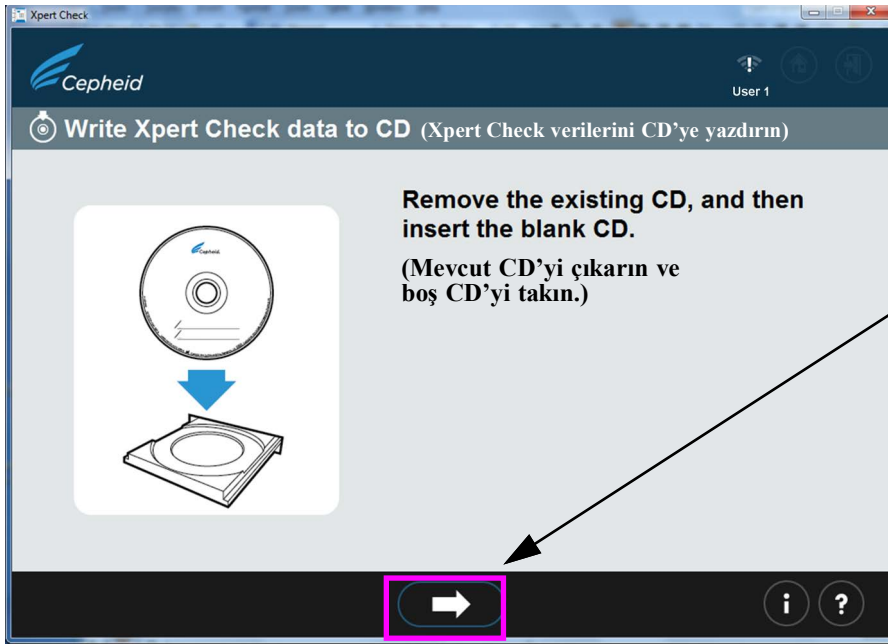 Xpert Check
Cepheid
User 1
Write Xpert Check data to CD (Xpert Check verilerini CD’ye yazdırın)
Cepheid.
Remove the existing CD, and then
insert the blank CD.
(Mevcut CD’yi çıkarın ve
boş CD’yi takın.)
i ?